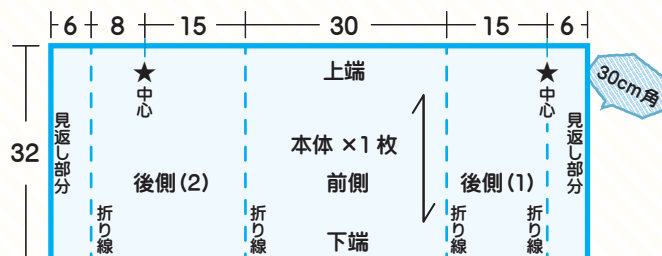 6 8 15 30 15 6
★ 上端 ★
中心 中心
30cm角
見返し部分 本体 ×1枚 見返し部分
32
後側(2) 前側 後側(1)
折り線 折り線 折り線 折り線
下端